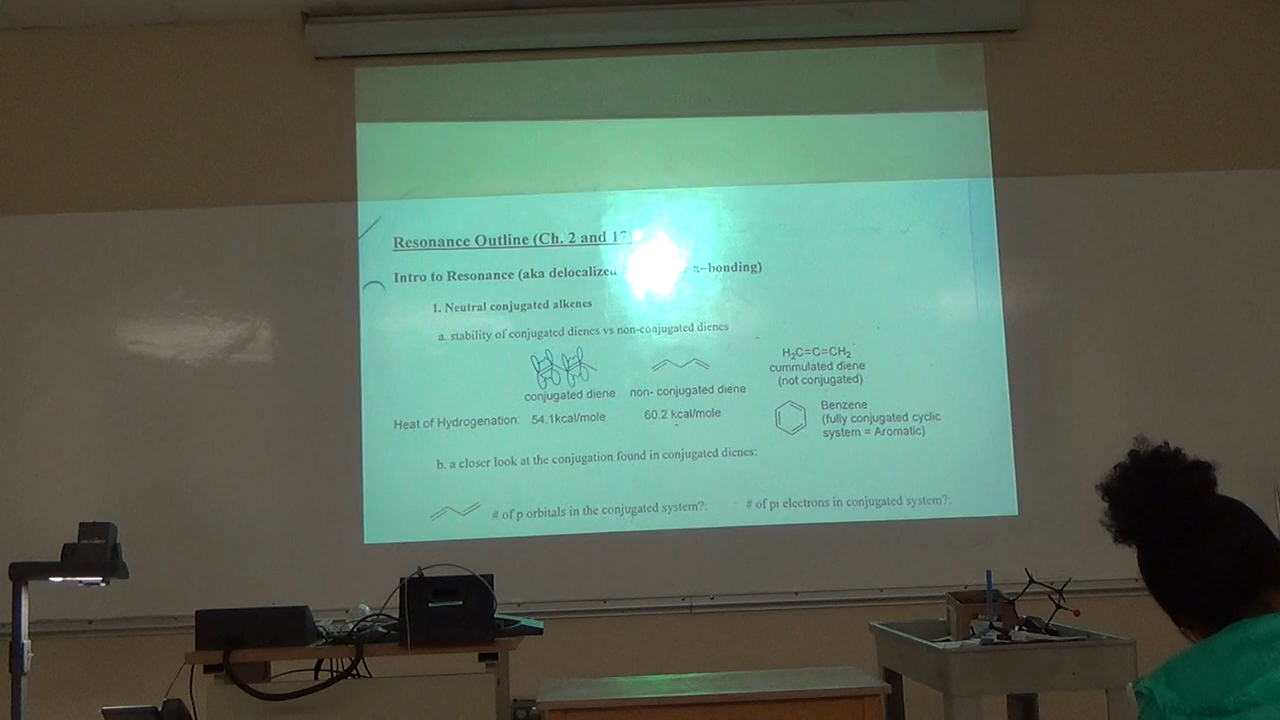 Resonance Outline (Ch. 2 and 17
Intro to Resonance (aka delocalized π–bonding)
1. Neutral conjugated alkenes
a. stability of conjugated dienes vs non-conjugated dienes
H₂C=C=CH₂
cummulated diene
(not conjugated)
conjugated diene non- conjugated diene
Heat of Hydrogenation: 54.1kcal/mole 60.2 kcal/mole
Benzene
(fully conjugated cyclic
system = Aromatic)
b. a closer look at the conjugation found in conjugated dienes:
# of p orbitals in the conjugated system?: # of pi electrons in conjugated system?: